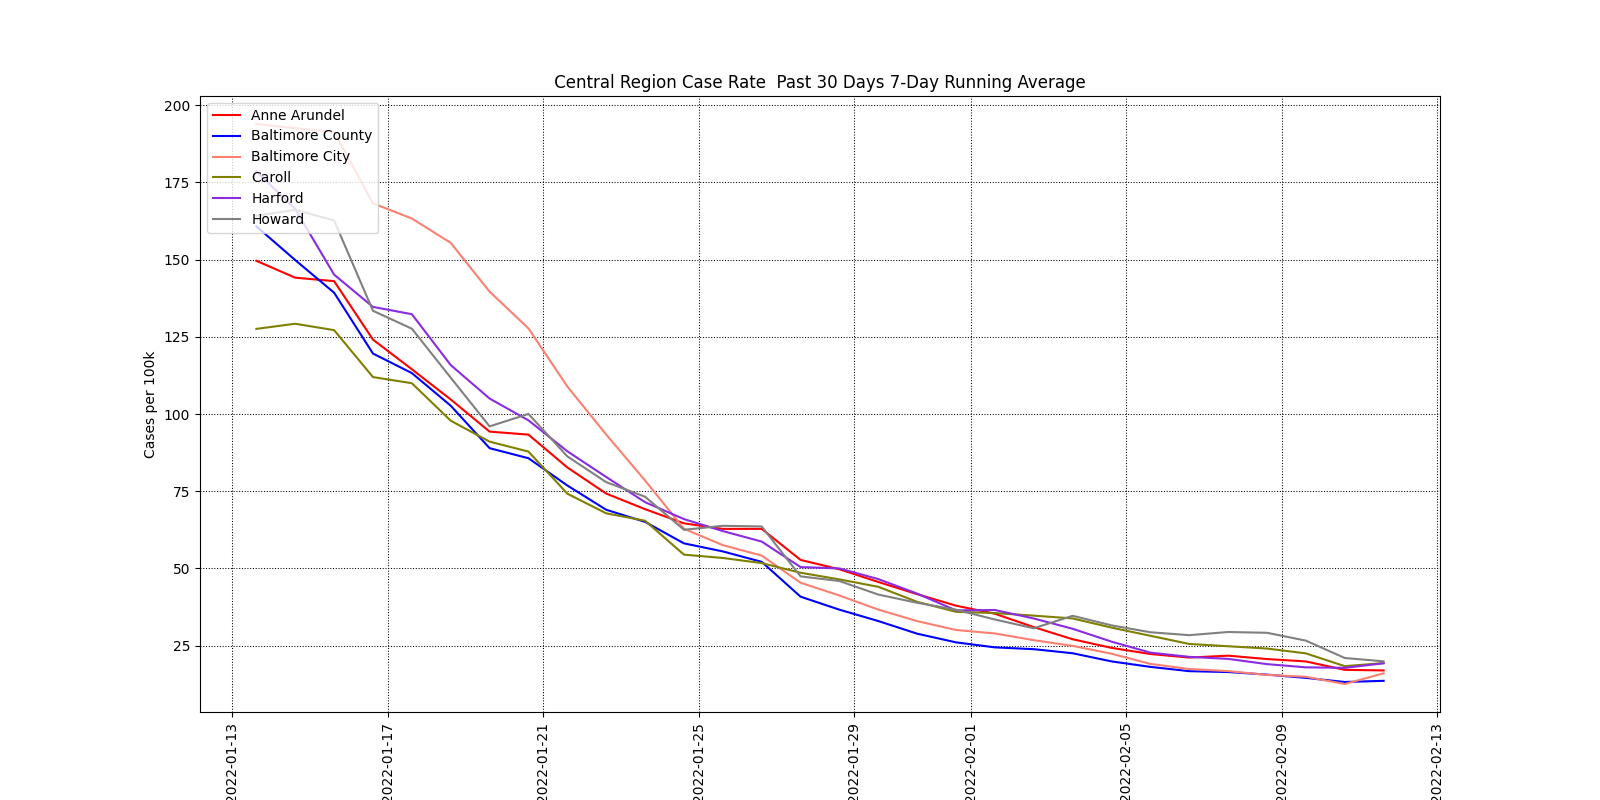 Central Region Case Rate  Past 30 Days 7-Day Running Average
200
175
150
125
100
75
50
25
Cases per 100k
Anne Arundel
Baltimore County
Baltimore City
Caroll
Harford
Howard
2022-01-13
2022-01-17
2022-01-21
2022-01-25
2022-01-29
2022-02-01
2022-02-05
2022-02-09
2022-02-13